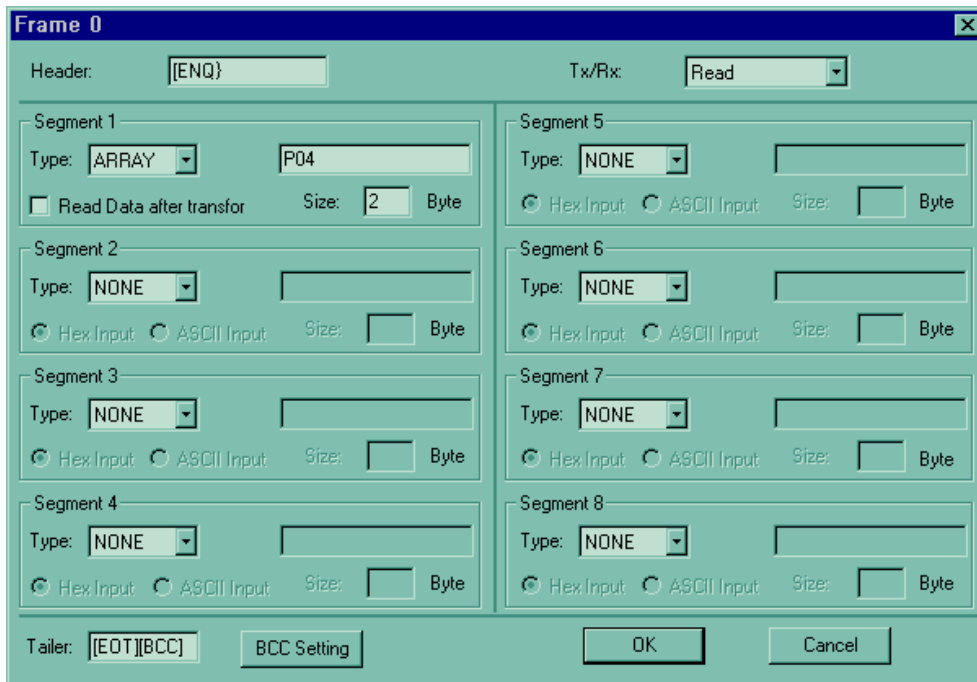 Frame 0
Header: [ENQ} Tx/Rx: Read
Segment 1
Type: ARRAY P04
Read Data after transfor Size: 2 Byte
Segment 2
Type: NONE
Hex Input ASCII Input Size: Byte
Segment 3
Type: NONE
Hex Input ASCII Input Size: Byte
Segment 4
Type: NONE
Hex Input ASCII Input Size: Byte
Segment 5
Type: NONE
Hex Input ASCII Input Size: Byte
Segment 6
Type: NONE
Hex Input ASCII Input Size: Byte
Segment 7
Type: NONE
Hex Input ASCII Input Size: Byte
Segment 8
Type: NONE
Hex Input ASCII Input Size: Byte
Tailer: [EOT][BCC] BCC Setting OK Cancel